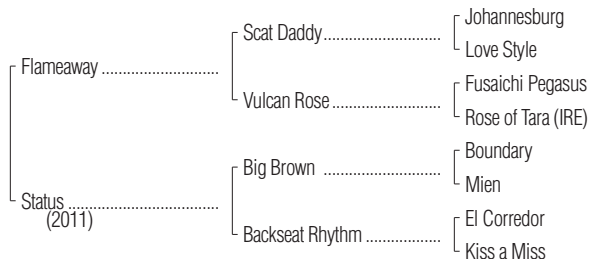 Johannesburg
Scat Daddy
Love Style
Flameaway
Fusaichi Pegasus
Vulcan Rose
Rose of Tara (IRE)
Boundary
Big Brown
Mien
Status
(2011)
El Corredor
Backseat Rhythm
Kiss a Miss